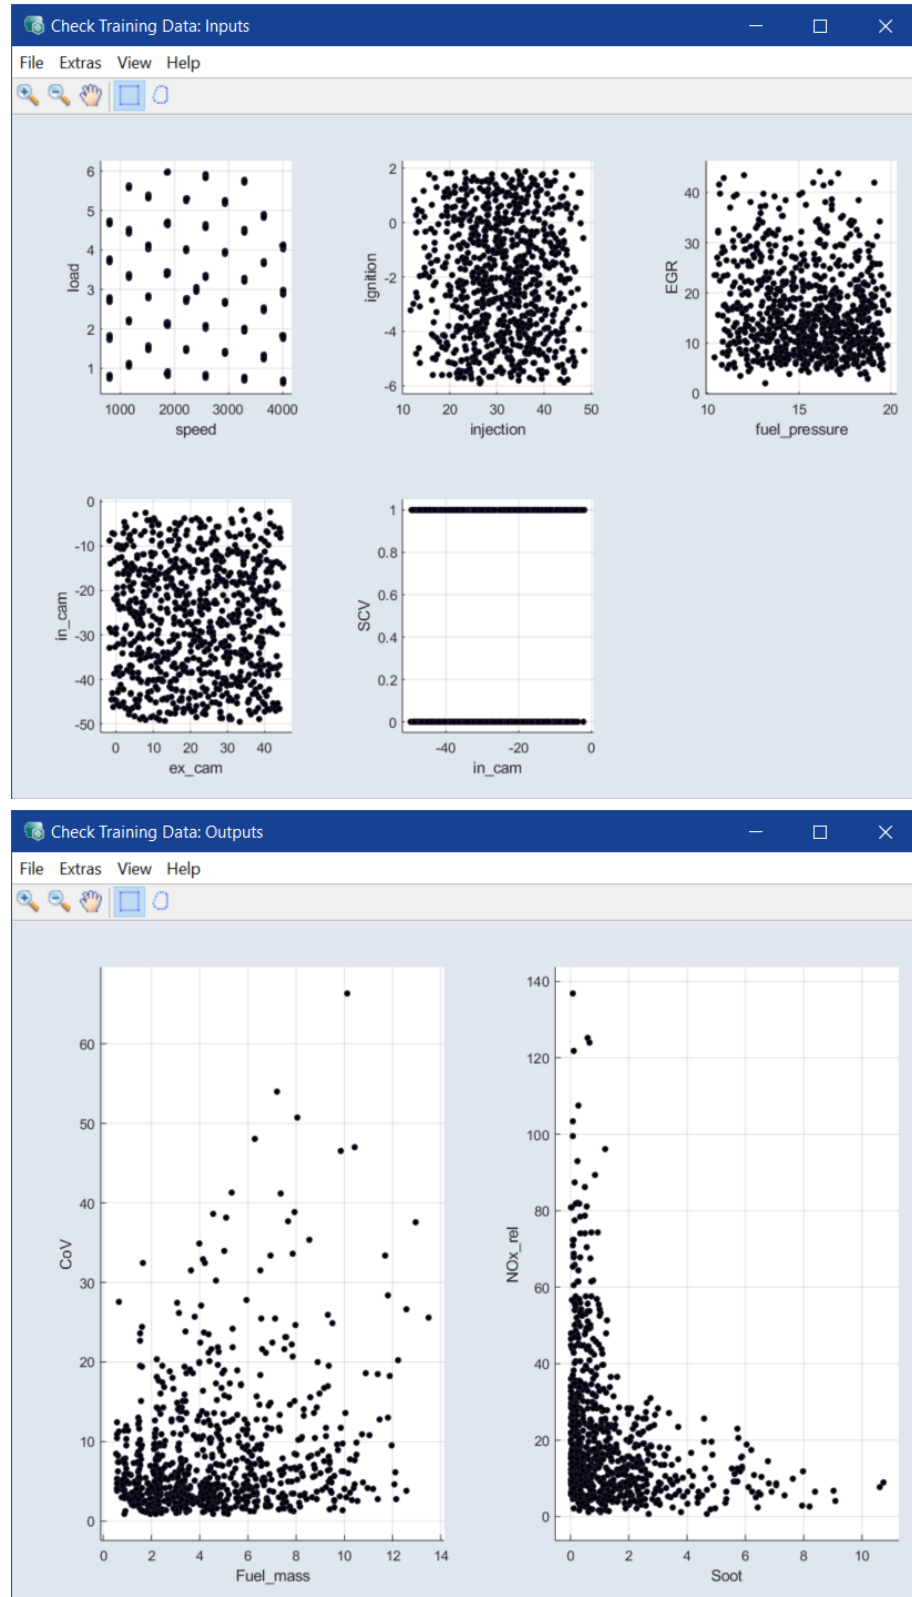 Check Training Data: Inputs
File Extras View Help
6
5
4
3
2
1
load
1000 2000 3000 4000
speed
2
0
-2
-4
-6
ignition
10 20 30 40 50
injection
40
30
20
10
0
EGR
10 15 20
fuel_pressure
0
-10
-20
-30
-40
-50
in_cam
0 10 20 30 40
ex_cam
1
0.8
0.6
0.4
0.2
0
SCV
-40 -20 0
in_cam
Check Training Data: Outputs
File Extras View Help
60
50
40
30
20
10
0
CoV
0 2 4 6 8 10 12 14
Fuel_mass
140
120
100
80
60
40
20
0
NOx_rel
0 2 4 6 8 10
Soot